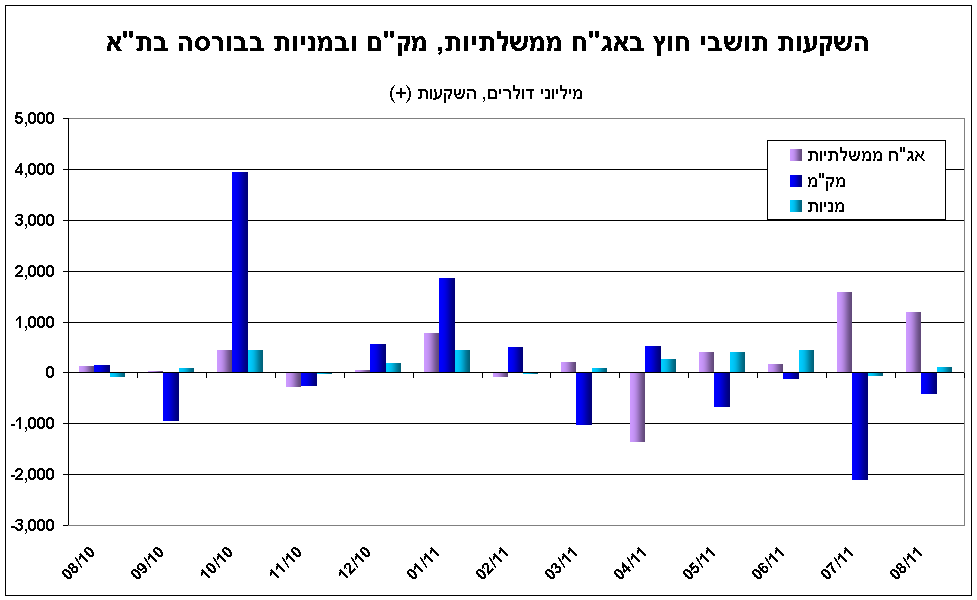 השקעות תושבי חוץ באג"ח ממשלתיות, מק"ם ובמניות בבורסה בת"א
מיליוני דולרים, השקעות (+)
אג"ח ממשלתיות
מק"מ
מניות
5,000
4,000
3,000
2,000
1,000
0
-1,000
-2,000
-3,000
08/10 09/10 10/10 11/10 12/10 01/11 02/11 03/11 04/11 05/11 06/11 07/11 08/11